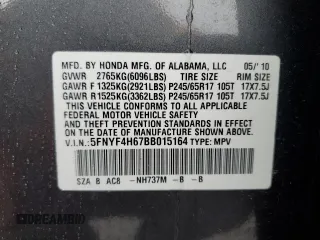 MFD. BY HONDA MFG. OF ALABAMA, LLC 05/'10
GVWR 2765KG(6096LBS) TIRE SIZE RIM SIZE
GAWR F 1325KG(2921LBS) P245/65R17 105T 17X7.5J
GAWR R 1525KG(3362LBS) P245/65R17 105T 17X7.5J
THIS VEHICLE CONFORMS TO ALL APPLICABLE
FEDERAL MOTOR VEHICLE SAFETY AND
THEFT PREVENTION STANDARDS IN EFFECT ON
THE DATE OF MANUFACTURE SHOWN ABOVE.
V.I.N.: 5FNYF4H67BB015164 TYPE: MPV
SZA B AC8 -NH737M -B -B